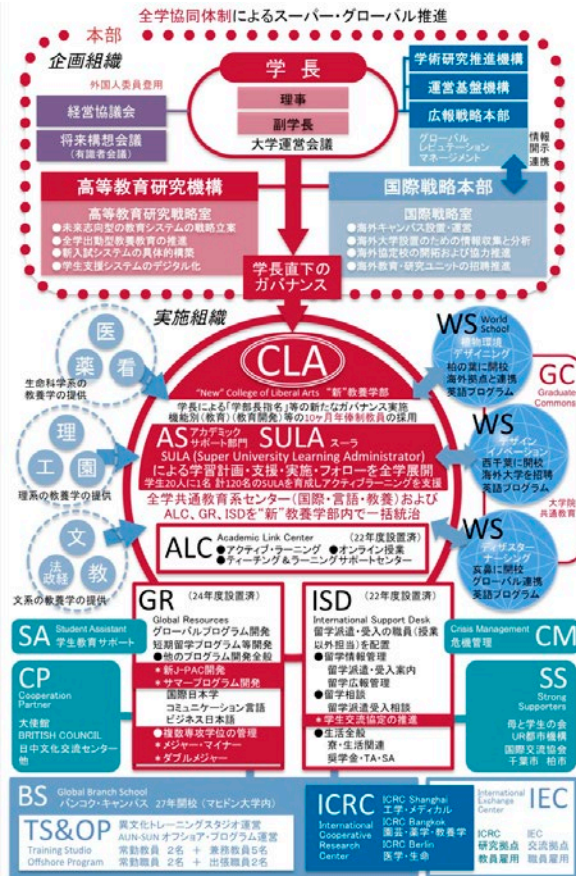 全学協同体制によるスーパー・グローバル推進
本部
企画組織
外国人委員登用
経営協議会
将来構想会議
(有識者会議)
学長
理事
副学長
大学運営会議
学術研究推進機構
運営基盤機構
広報戦略本部
グローバル
レピュテーション
マネージメント
情報
開示
連携
高等教育研究機構
高等教育研究戦略室
●未来志向型の教育システムの戦略立案
●全学出動型教養教育の推進
●新入試システムの具体的構築
●学生支援システムのデジタル化
国際戦略本部
国際戦略室
●海外キャンパス設置・運営
●海外大学設置のための情報収集と分析
●海外協定校の開拓および協力推進
●海外教育・研究ユニットの招聘推進
学長直下の
ガバナンス
実施組織
医
薬
看
生命科学系の
教養学の提供
理
工
園
理系の教養学の提供
文
法
政経
教
文系の教養学の提供
CLA
"New" College of Liberal Arts "新"教養学部
学長による「学部長指名」等の新たなガバナンス実施
機能別(教育)(教育開発)等の10ヶ月年俸制教員の採用
AS アカデミック
サポート部門
SULA スーラ
SULA (Super University Learning Administrator)
による学習計画・支援・実施・フォローを全学展開
学生20人に1名 計120名のSULAを育成しアクティブラーニングを支援
全学共通教育系センター(国際・言語・教養)および
ALC、GR、ISDを"新"教養学部内で一括統治
ALC Academic Link Center (22年度設置済)
●アクティブ・ラーニング ●オンライン授業
●ティーチング&ラーニングサポートセンター
WS World
School
植物環境
デザイニング
柏の葉に開校
海外拠点と連携
英語プログラム
GC
Graduate
Commons
WS
デザイン
イノベーション
西千葉に開校
海外大学を招聘
英語プログラム
大学院
共通教育
WS
ディザスター
ナーシング
亥鼻に開校
グローバル連携
英語プログラム
GR (24年度設置済)
Global Resources
グローバルプログラム開発
短期留学プログラム等開発
●他のプログラム開発全般
*新J-PAC開発
*サマープログラム開発
国際日本学
コミュニケーション言語
ビジネス日本語
●複数専攻学位の管理
*メジャー・マイナー
*ダブルメジャー
ISD (22年度設置済)
International Support Desk
留学派遣・受入の職員(授業
以外担当)を配置
●留学情報管理
留学派遣・受入案内
留学広報管理
●留学相談
留学派遣受入相談
*学生交流協定の推進
●生活全般
寮・生活関連
奨学金・TA・SA
SA Student Assistant
学生教育サポート
CP
Cooperation
Partner
大使館
BRITISH COUNCIL
日中文化交流センター
他
Crisis Management
危機管理
CM
SS
Strong
Supporters
母と学生の会
UR都市機構
国際交流協会
千葉市 柏市
BS Global Branch School
バンコク・キャンパス 27年開校(マヒドン大学内)
TS&OP
Training Studio
Offshore Program
異文化トレーニングスタジオ運営
AUN-SUN オフショア・プログラム運営
常勤教員 2名 + 兼務教員5名
常勤職員 2名 + 出張職員2名
ICRC
International
Cooperative
Research
Center
ICRC Shanghai
工学・メディカル
ICRC Bangkok
園芸・薬学・教養学
ICRC Berlin
医学・生命
International
Exchange
Center
IEC
ICRC
研究拠点
教員雇用
IEC
交流拠点
職員雇用